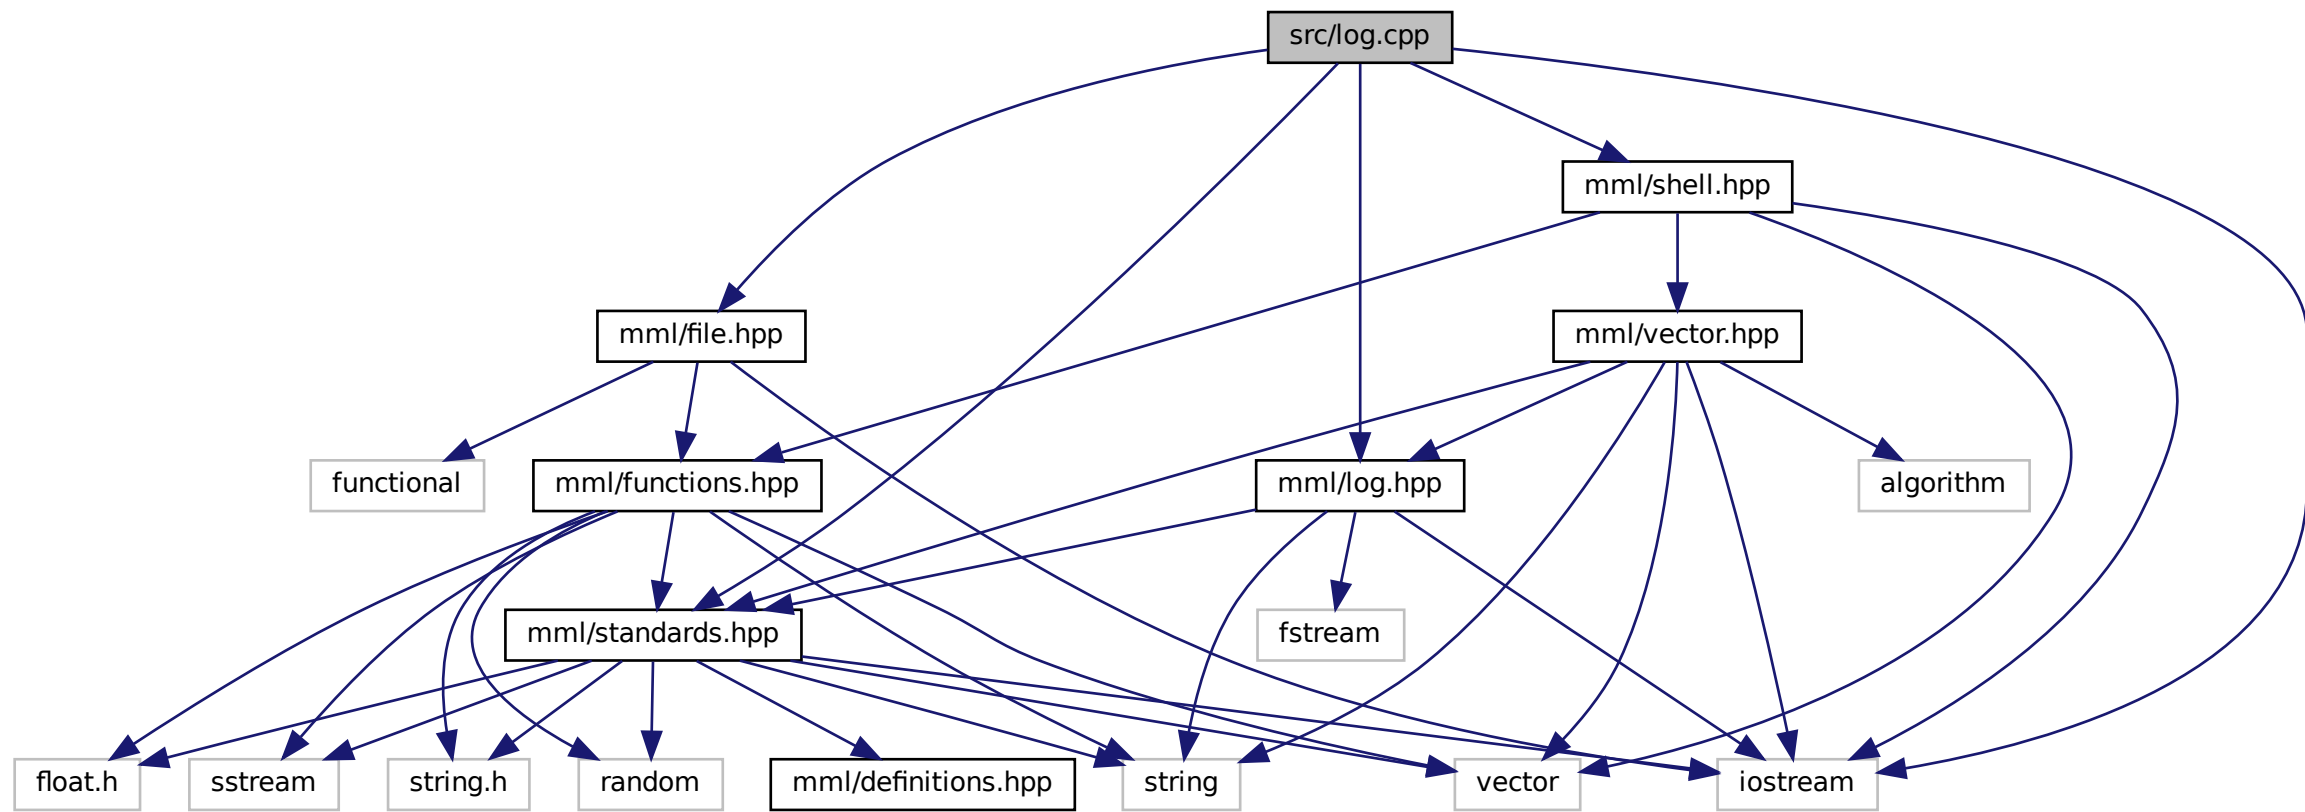 src/log.cpp
mml/shell.hpp
mml/file.hpp
mml/vector.hpp
functional
mml/functions.hpp
mml/log.hpp
algorithm
mml/standards.hpp
fstream
float.h
sstream
string.h
random
mml/definitions.hpp
string
vector
iostream